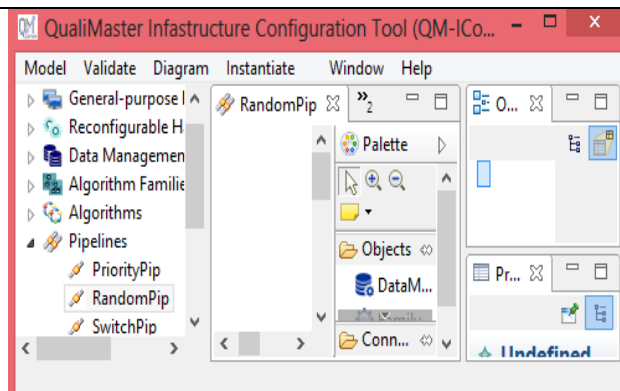 QM QualiMaster Infastructure Configuration Tool (QM-ICo...
Model Validate Diagram Instantiate Window Help
General-purpose
Reconfigurable H
Data Managemen
Algorithm Familie
Algorithms
Pipelines
PriorityPip
RandomPip
SwitchPip
RandomPip
»2
Palette
Objects
DataM...
Conn...
O...
Pr...
Undefined